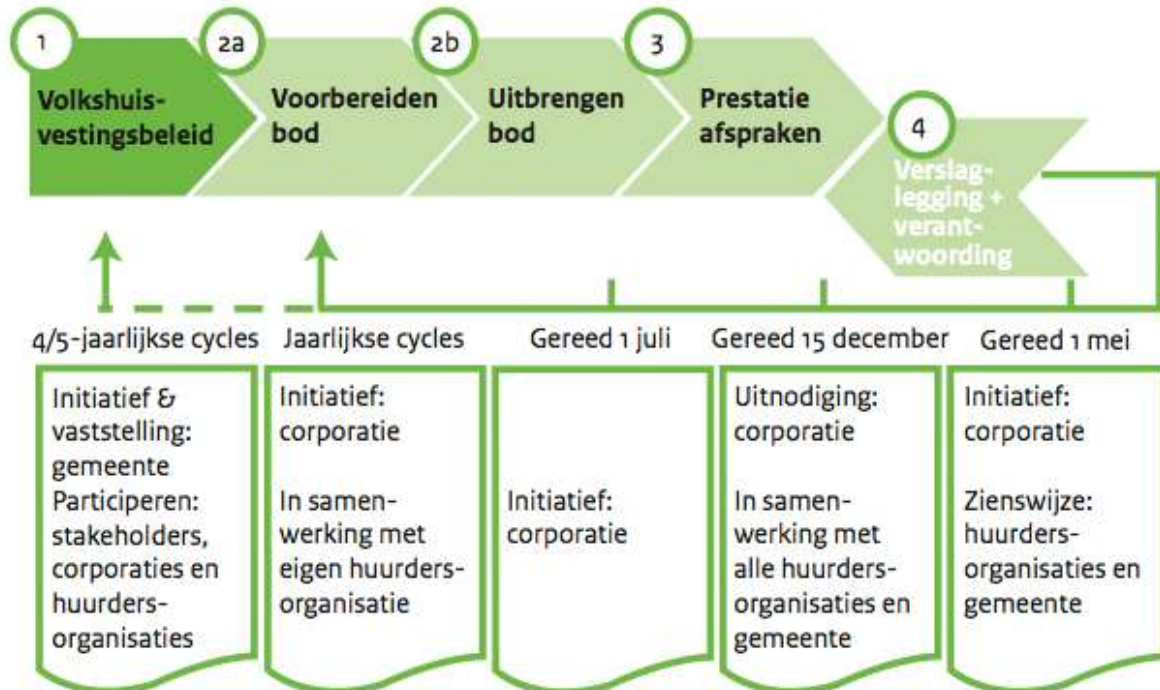 1
Volkshuis-
vestingsbeleid
2a
Voorbereiden
bod
2b
Uitbrengen
bod
3
Prestatie
afspraken
4
Verslag-
legging +
verant-
woording
4/5-jaarlijkse cycles
Jaarlijkse cycles
Gereed 1 juli
Gereed 15 december
Gereed 1 mei
Initiatief &
vaststelling:
gemeente
Participeren:
stakeholders,
corporaties en
huurders-
organisaties
Initiatief:
corporatie
In samen-
werking met
eigen huurders-
organisatie
Initiatief:
corporatie
Uitnodiging:
corporatie
In samen-
werking met
alle huurders-
organisaties en
gemeente
Initiatief:
corporatie
Zienswijze:
huurders-
organisaties en
gemeente